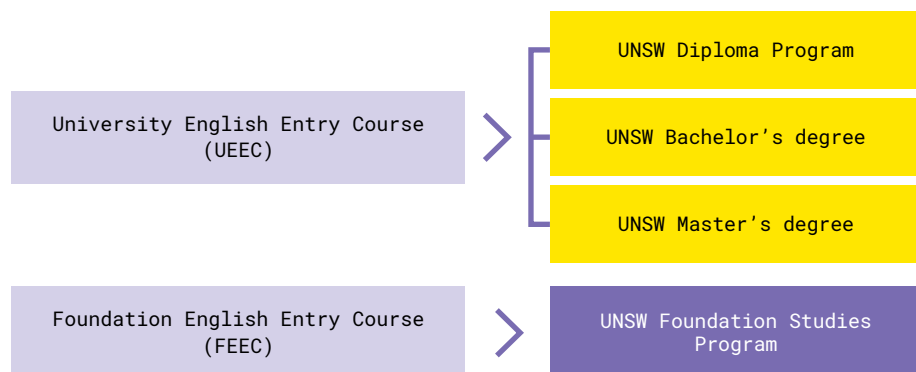 UNSW Diploma Program
University English Entry Course
(UEEC)
UNSW Bachelor’s degree
UNSW Master’s degree
Foundation English Entry Course
(FEEC)
UNSW Foundation Studies
Program